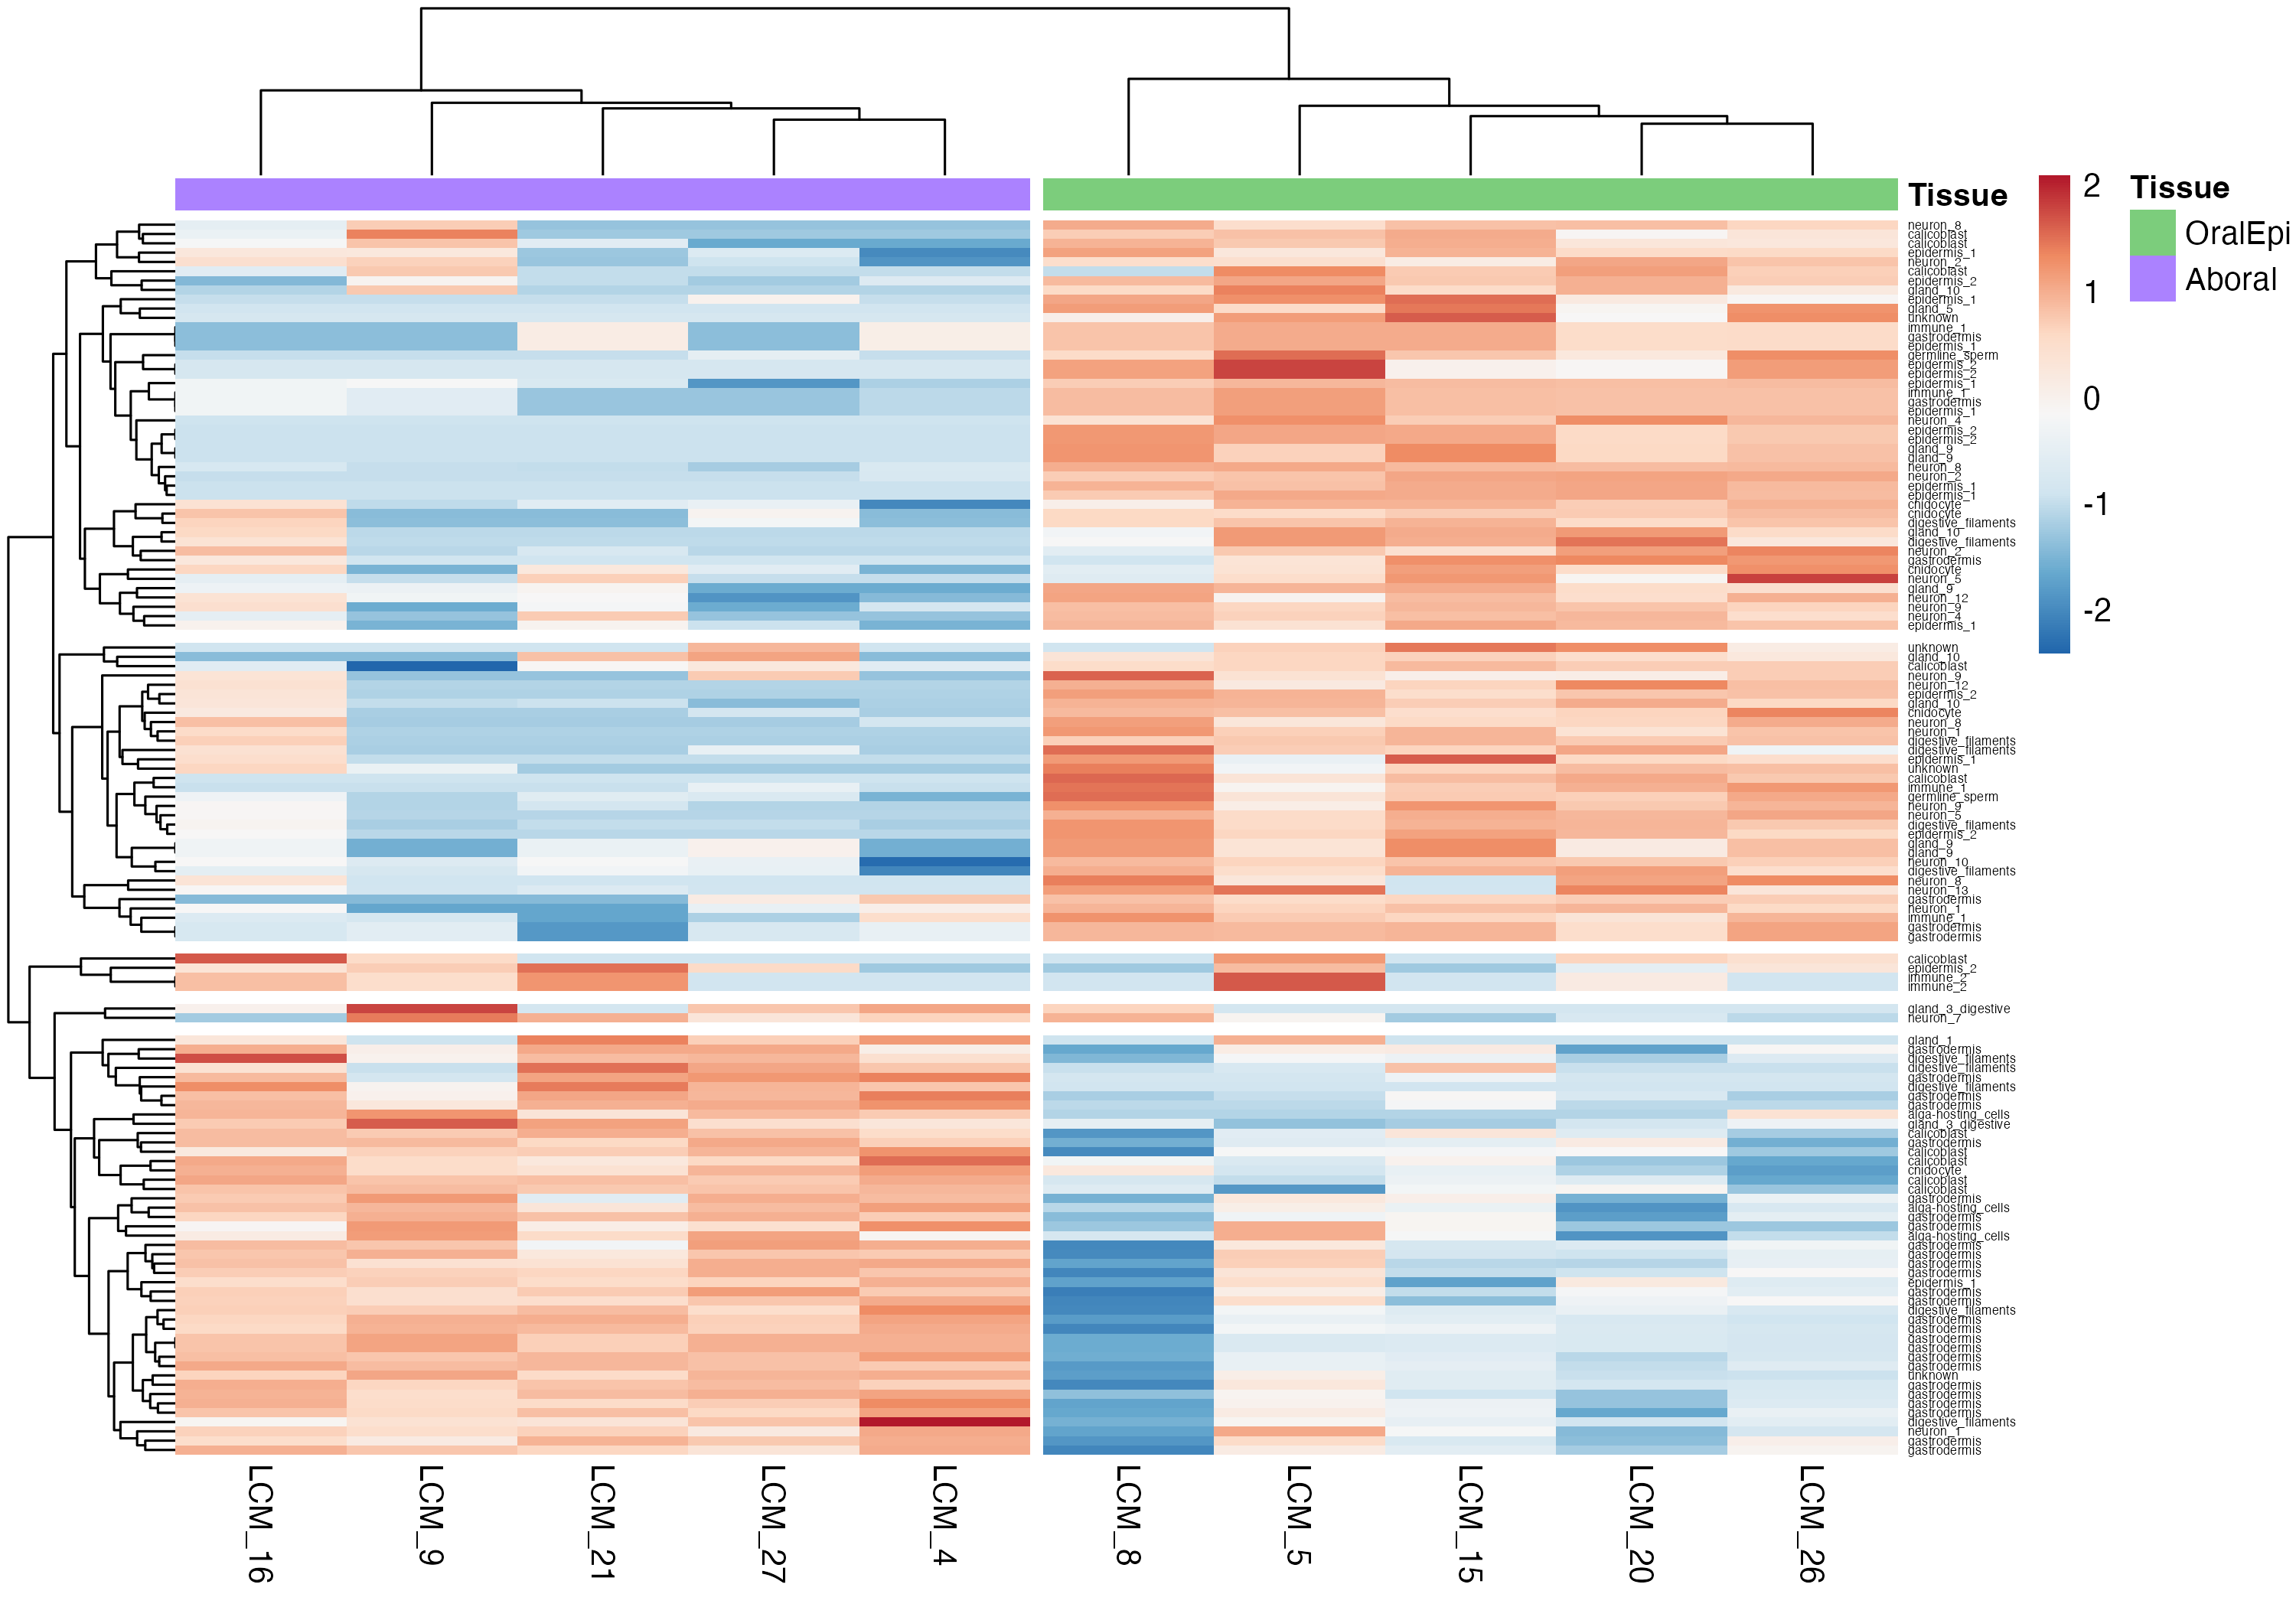 Tissue
neuron_8
calicoblast
calicoblast
epidermis_1
neuron_2
calicoblast
epidermis_2
gland_10
epidermis_1
gland_5
unknown
immune_1
gastrodermis
epidermis_1
germline_sperm
epidermis_2
epidermis_2
epidermis_1
immune_1
gastrodermis
epidermis_1
neuron_4
epidermis_2
epidermis_2
gland_9
gland_9
neuron_8
neuron_2
epidermis_1
epidermis_1
cnidocyte
cnidocyte
digestive_filaments
gland_10
digestive_filaments
neuron_2
gastrodermis
cnidocyte
neuron_5
gland_9
neuron_12
neuron_9
neuron_4
epidermis_1
unknown
gland_10
calicoblast
neuron_9
neuron_12
epidermis_2
gland_10
cnidocyte
neuron_8
neuron_1
digestive_filaments
digestive_filaments
epidermis_1
unknown
calicoblast
immune_1
germline_sperm
neuron_9
neuron_5
digestive_filaments
epidermis_2
gland_9
gland_9
neuron_10
digestive_filaments
neuron_8
neuron_13
gastrodermis
neuron_1
immune_1
gastrodermis
gastrodermis
calicoblast
epidermis_2
immune_2
immune_2
gland_3_digestive
neuron_7
gland_1
gastrodermis
digestive_filaments
digestive_filaments
gastrodermis
digestive_filaments
gastrodermis
gastrodermis
alga-hosting_cells
gland_3_digestive
calicoblast
gastrodermis
calicoblast
calicoblast
cnidocyte
calicoblast
calicoblast
gastrodermis
alga-hosting_cells
gastrodermis
gastrodermis
alga-hosting_cells
gastrodermis
gastrodermis
gastrodermis
gastrodermis
epidermis_1
gastrodermis
gastrodermis
digestive_filaments
gastrodermis
gastrodermis
gastrodermis
gastrodermis
gastrodermis
gastrodermis
unknown
gastrodermis
gastrodermis
gastrodermis
gastrodermis
digestive_filaments
neuron_1
gastrodermis
gastrodermis
LCM_16
LCM_9
LCM_21
LCM_27
LCM_4
LCM_8
LCM_5
LCM_15
LCM_20
LCM_26
2
1
0
-1
-2
Tissue
OralEpi
Aboral